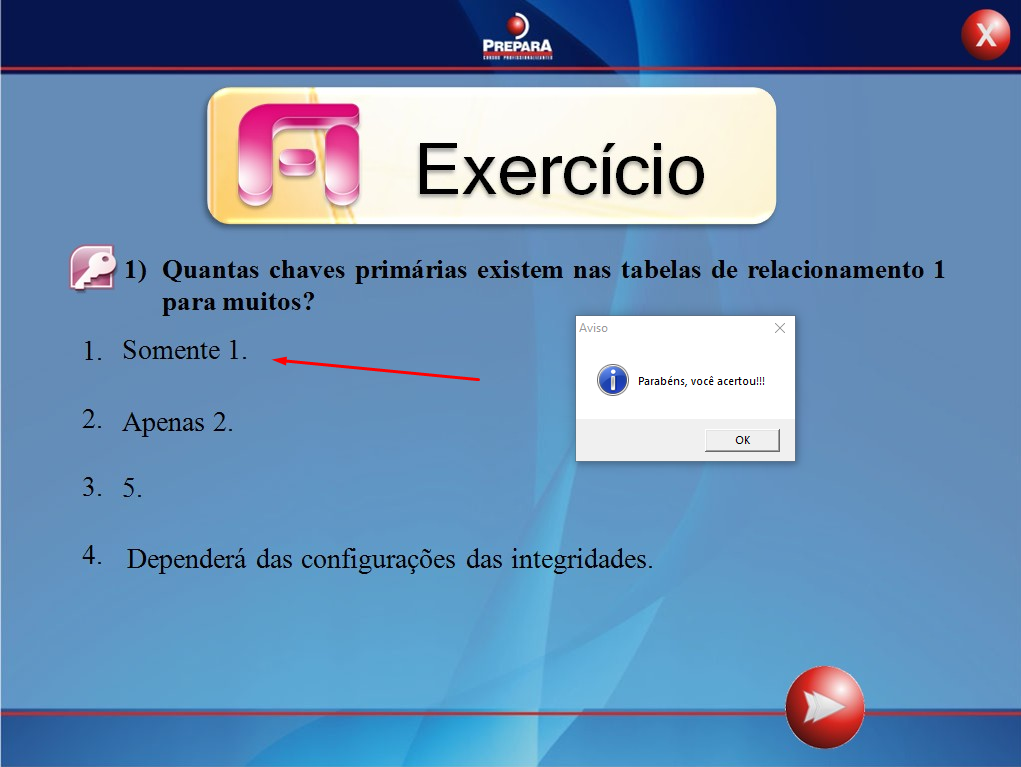 PREPARA
CURSOS PROFISSIONALIZANTES
X
Exercício
1) Quantas chaves primárias existem nas tabelas de relacionamento 1
para muitos?
1. Somente 1.
2. Apenas 2.
3. 5.
4. Dependerá das configurações das integridades.
Aviso
Parabéns, você acertou!!!
OK